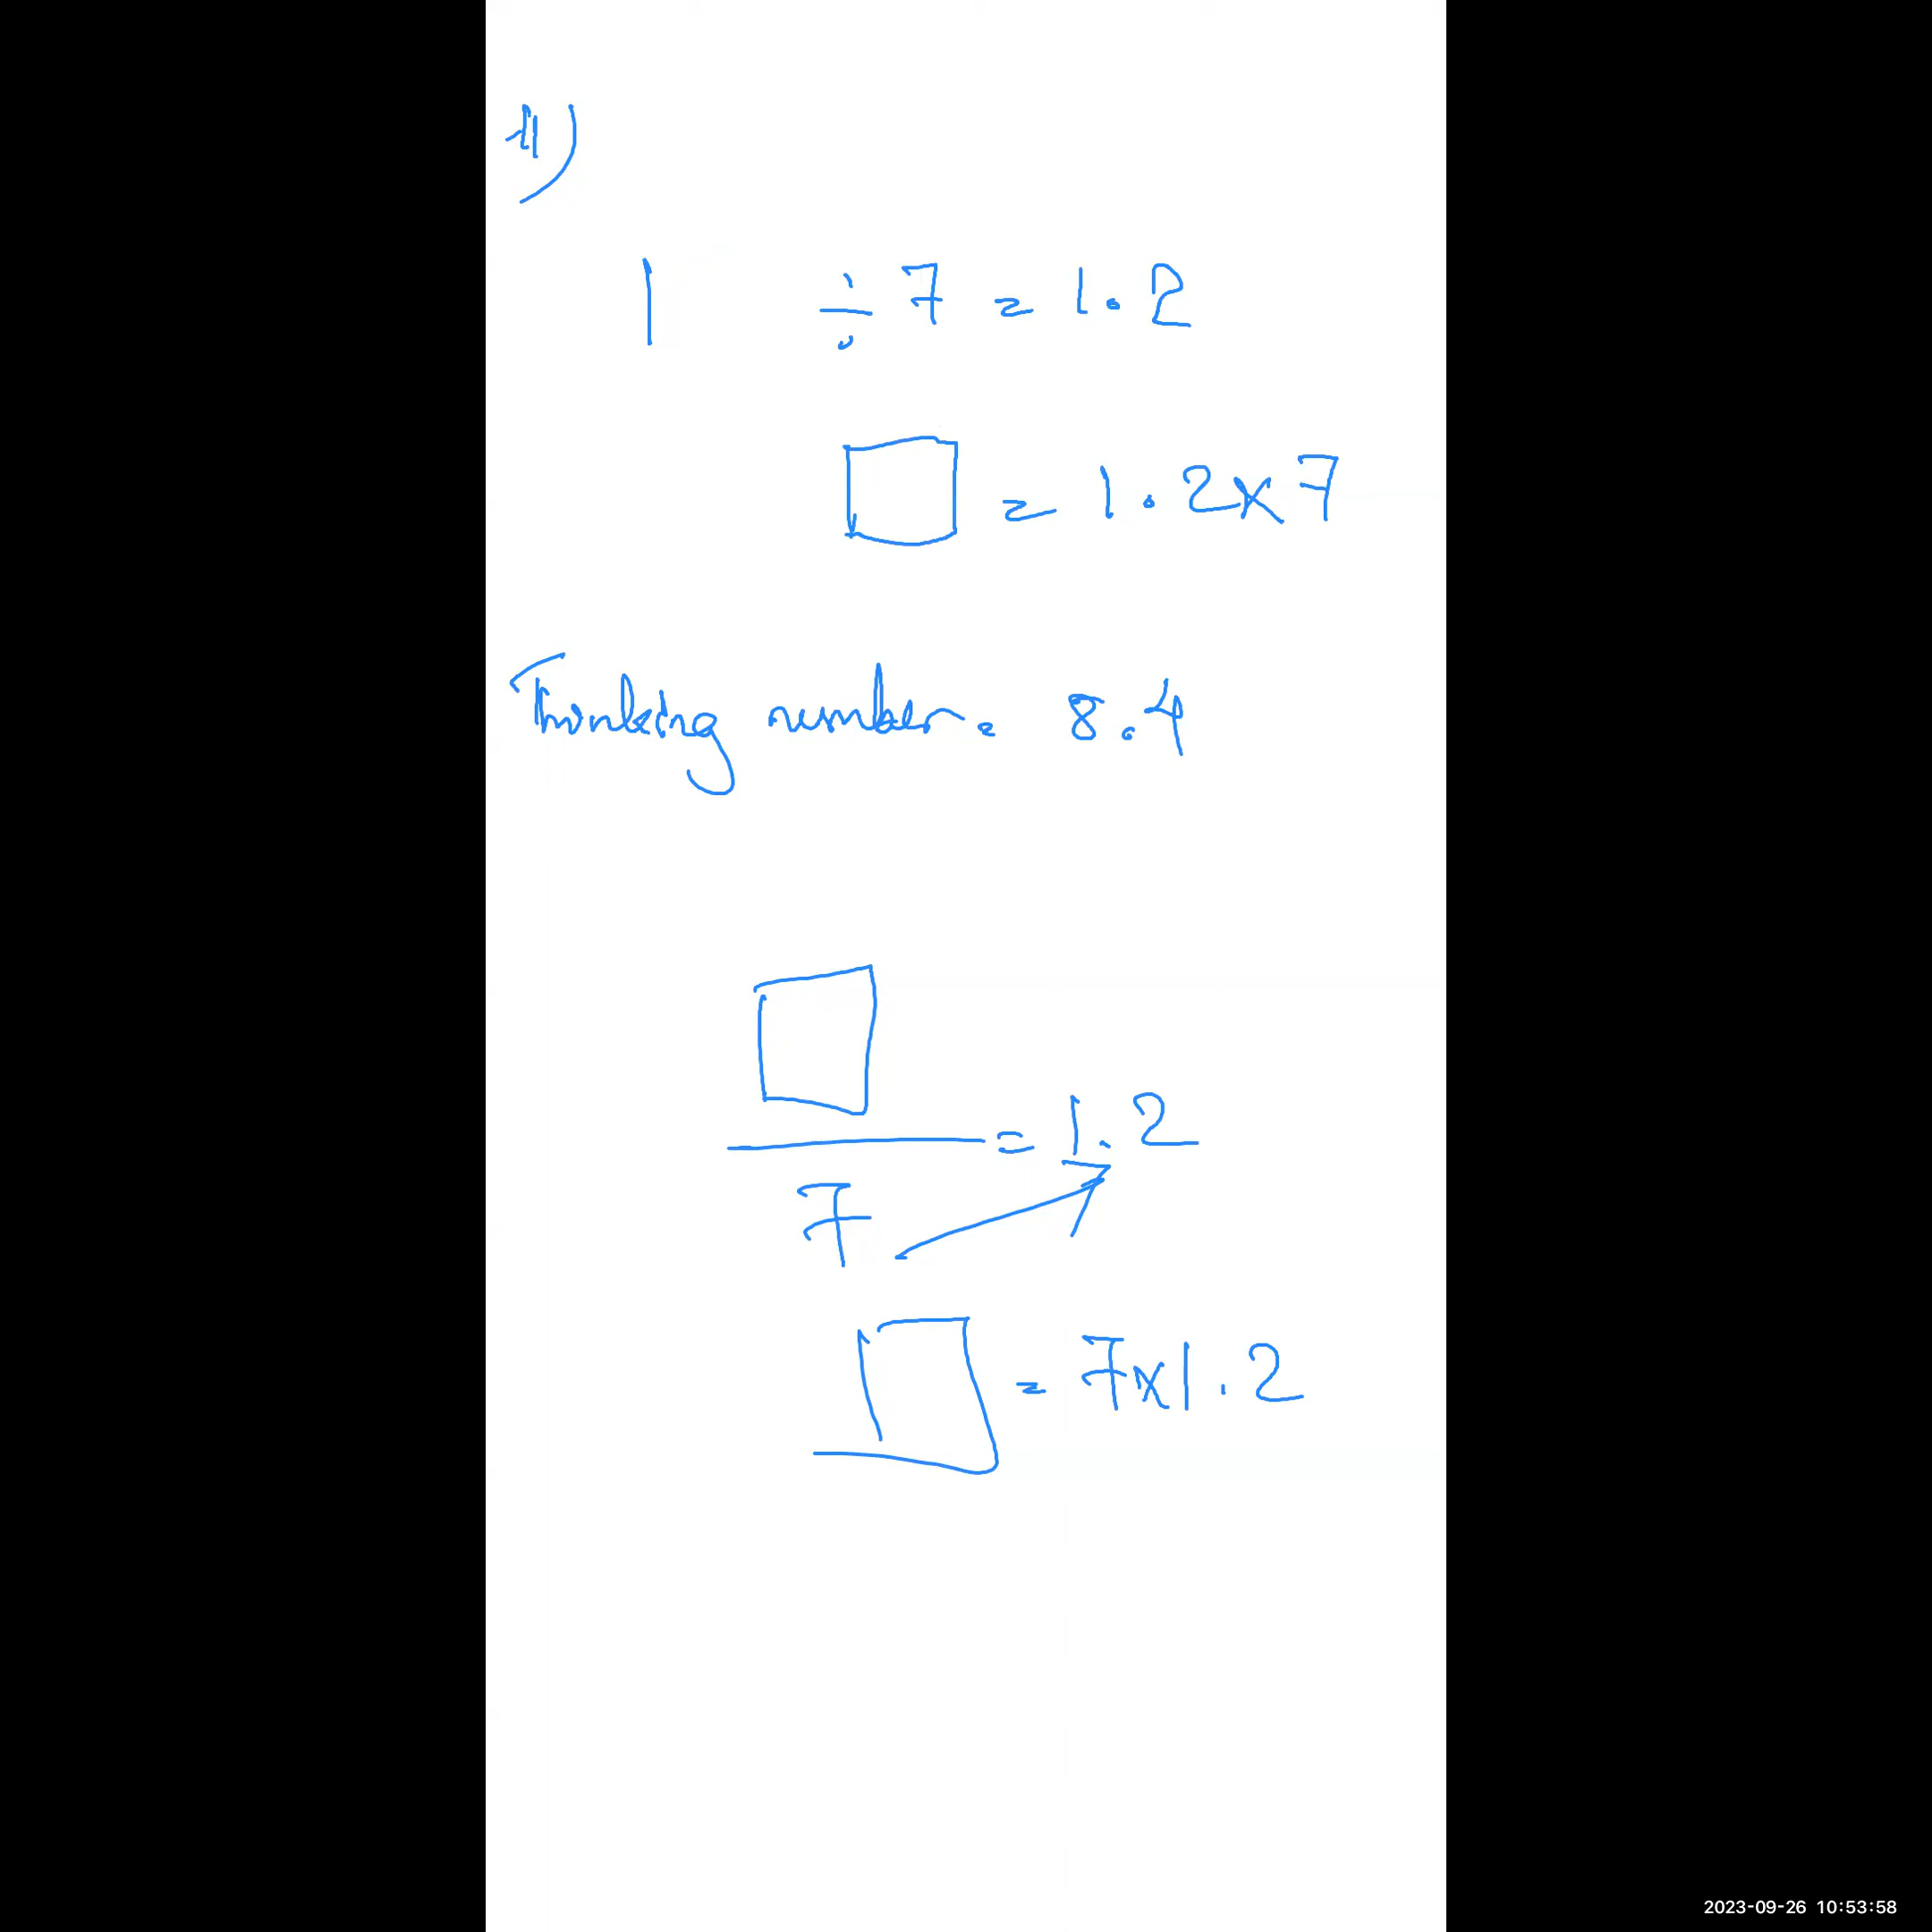 11)
| ÷ 7 = 1.2
□ = 1.2x7
Thinking number = 8.4
□
= 1.2
7
□ = 7x1.2
2023-09-26 10:53:58